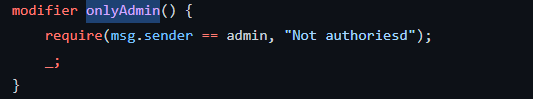 modifier onlyAdmin() {
    require(msg.sender == admin, "Not authoriesd");
    _;
}